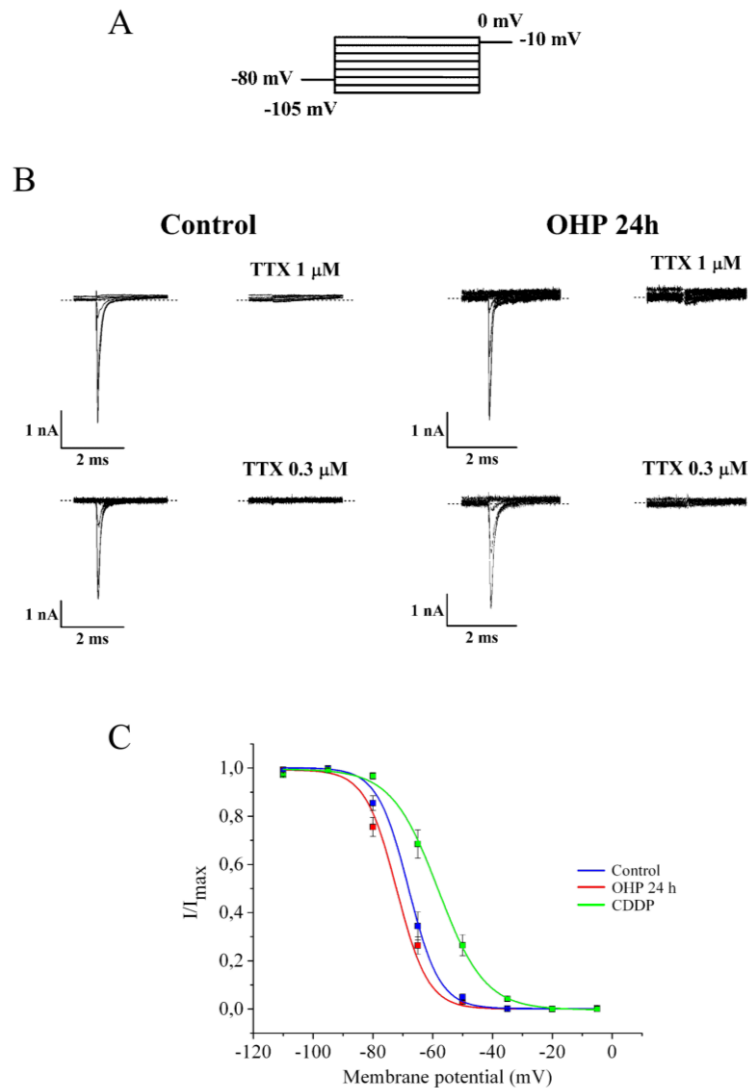 A
0 mV
-10 mV
-80 mV
-105 mV
B
Control
OHP 24h
TTX 1 μM
TTX 1 μM
1 nA
2 ms
1 nA
2 ms
TTX 0.3 μM
TTX 0.3 μM
1 nA
2 ms
1 nA
2 ms
C
1,0
0,8
0,6
0,4
0,2
0,0
I/Imax
-120 -100 -80 -60 -40 -20 0
Membrane potential (mV)
Control
OHP 24 h
CDDP